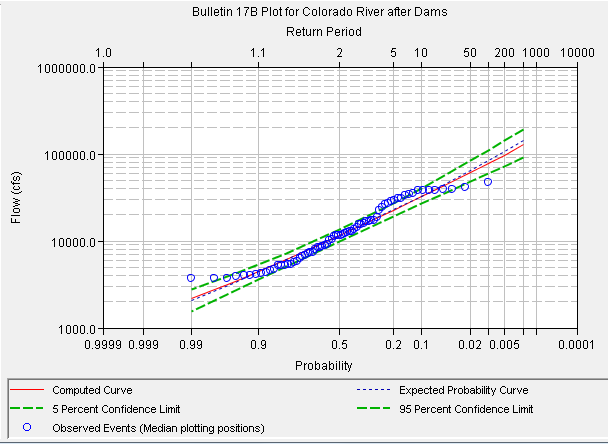 Bulletin 17B Plot for Colorado River after Dams
Return Period
1.0 1.1 2 5 10 50 200 1000 10000
1000000.0
100000.0
10000.0
1000.0
Flow (cfs)
0.9999 0.999 0.99 0.9 0.5 0.2 0.1 0.02 0.005 0.0001
Probability
Computed Curve Expected Probability Curve
5 Percent Confidence Limit 95 Percent Confidence Limit
Observed Events (Median plotting positions)